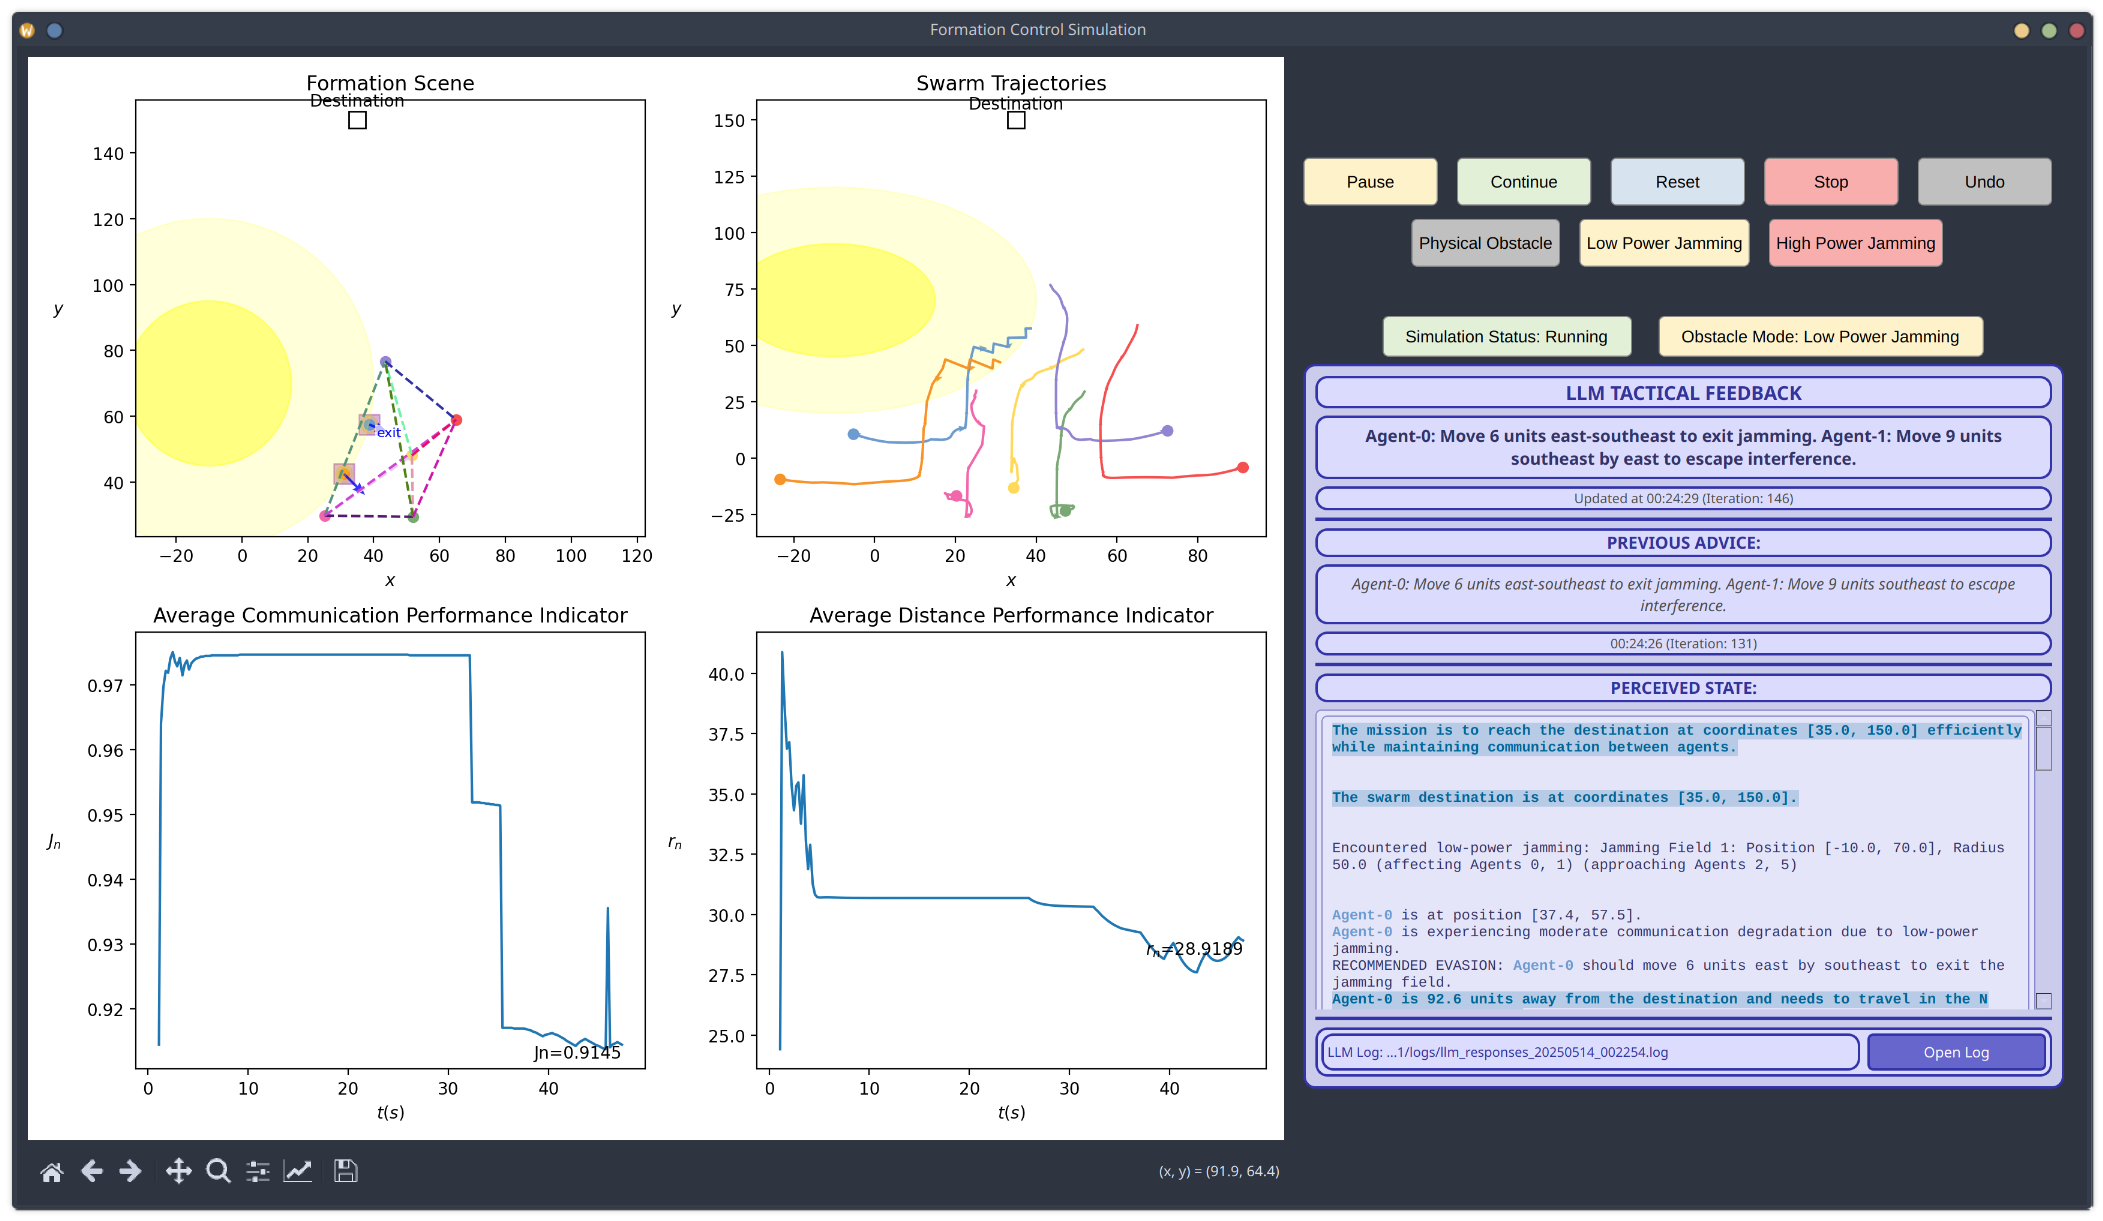 Formation Control Simulation
Formation Scene
Destination
140
120
100
80
60
40
y
exit
−20 0 20 40 60 80 100 120
x
Swarm Trajectories
Destination
150
125
100
75
50
25
0
−25
y
−20 0 20 40 60 80
x
Average Communication Performance Indicator
0.97
0.96
0.95
0.94
0.93
0.92
Jn
Jn=0.9145
0 10 20 30 40
t(s)
Average Distance Performance Indicator
40.0
37.5
35.0
32.5
30.0
27.5
25.0
rn
rn=28.9189
0 10 20 30 40
t(s)
(x, y) = (91.9, 64.4)
Pause Continue Reset Stop Undo
Physical Obstacle Low Power Jamming High Power Jamming
Simulation Status: Running Obstacle Mode: Low Power Jamming
LLM TACTICAL FEEDBACK
Agent-0: Move 6 units east-southeast to exit jamming. Agent-1: Move 9 units
southeast by east to escape interference.
Updated at 00:24:29 (Iteration: 146)
PREVIOUS ADVICE:
Agent-0: Move 6 units east-southeast to exit jamming. Agent-1: Move 9 units southeast to escape
interference.
00:24:26 (Iteration: 131)
PERCEIVED STATE:
The mission is to reach the destination at coordinates [35.0, 150.0] efficiently
while maintaining communication between agents.
The swarm destination is at coordinates [35.0, 150.0].
Encountered low-power jamming: Jamming Field 1: Position [-10.0, 70.0], Radius
50.0 (affecting Agents 0, 1) (approaching Agents 2, 5)
Agent-0 is at position [37.4, 57.5].
Agent-0 is experiencing moderate communication degradation due to low-power
jamming.
RECOMMENDED EVASION: Agent-0 should move 6 units east by southeast to exit the
jamming field.
Agent-0 is 92.6 units away from the destination and needs to travel in the N
LLM Log: ...1/logs/llm_responses_20250514_002254.log
Open Log